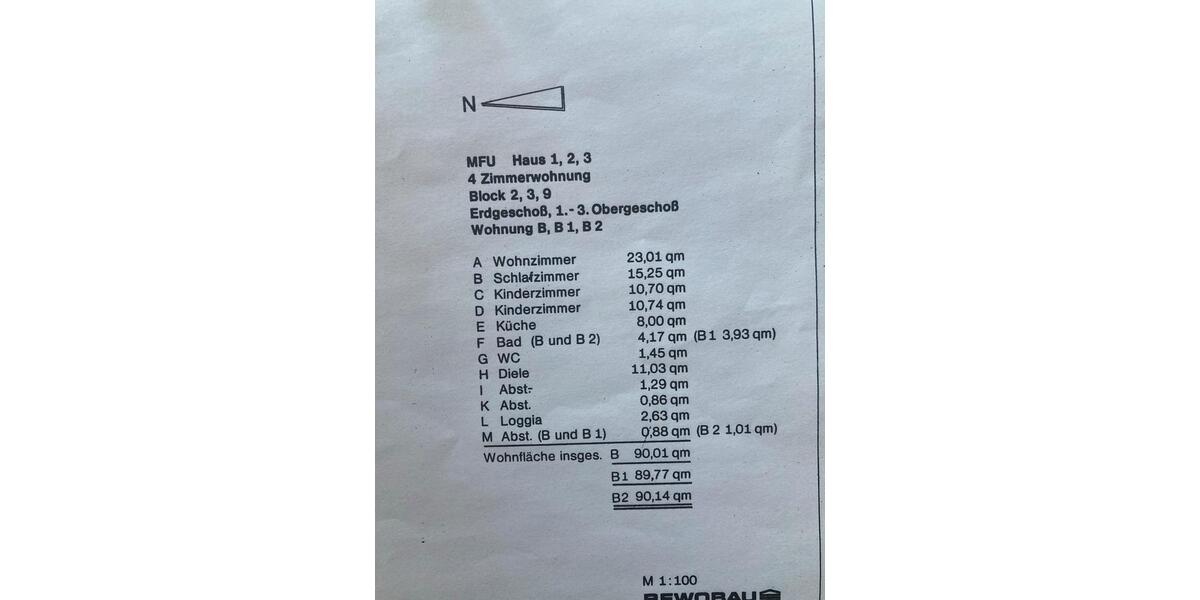 N
MFU Haus 1, 2, 3
4 Zimmerwohnung
Block 2, 3, 9
Erdgeschoß, 1.-3. Obergeschoß
Wohnung B, B 1, B 2
A Wohnzimmer 23,01 qm
B Schlafzimmer 15,25 qm
C Kinderzimmer 10,70 qm
D Kinderzimmer 10,74 qm
E Küche 8,00 qm
F Bad (B und B 2) 4,17 qm (B 1 3,93 qm)
G WC 1,45 qm
H Diele 11,03 qm
I Abst. 1,29 qm
K Abst. 0,86 qm
L Loggia 2,63 qm
M Abst. (B und B 1) 0,88 qm (B 2 1,01 qm)
Wohnfläche insges. B 90,01 qm
B 1 89,77 qm
B 2 90,14 qm
M 1:100
BEWOBAU